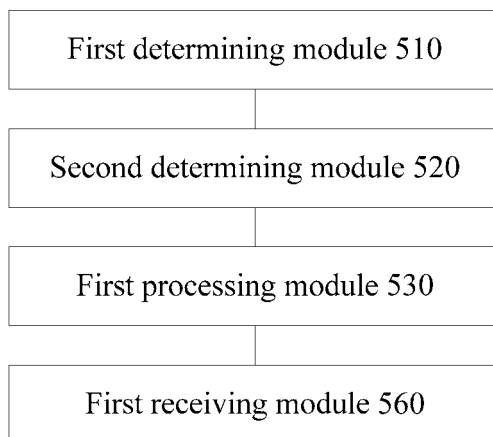 First determining module 510
Second determining module 520
First processing module 530
First receiving module 560